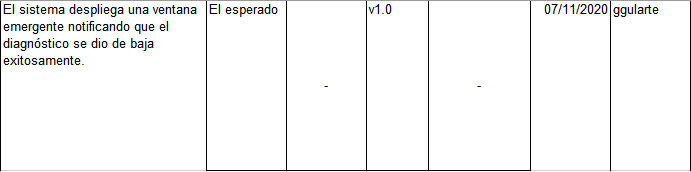 El sistema despliega una ventana
emergente notificando que el
diagnóstico se dio de baja
exitosamente.
El esperado
-
v1.0
-
07/11/2020
ggularte